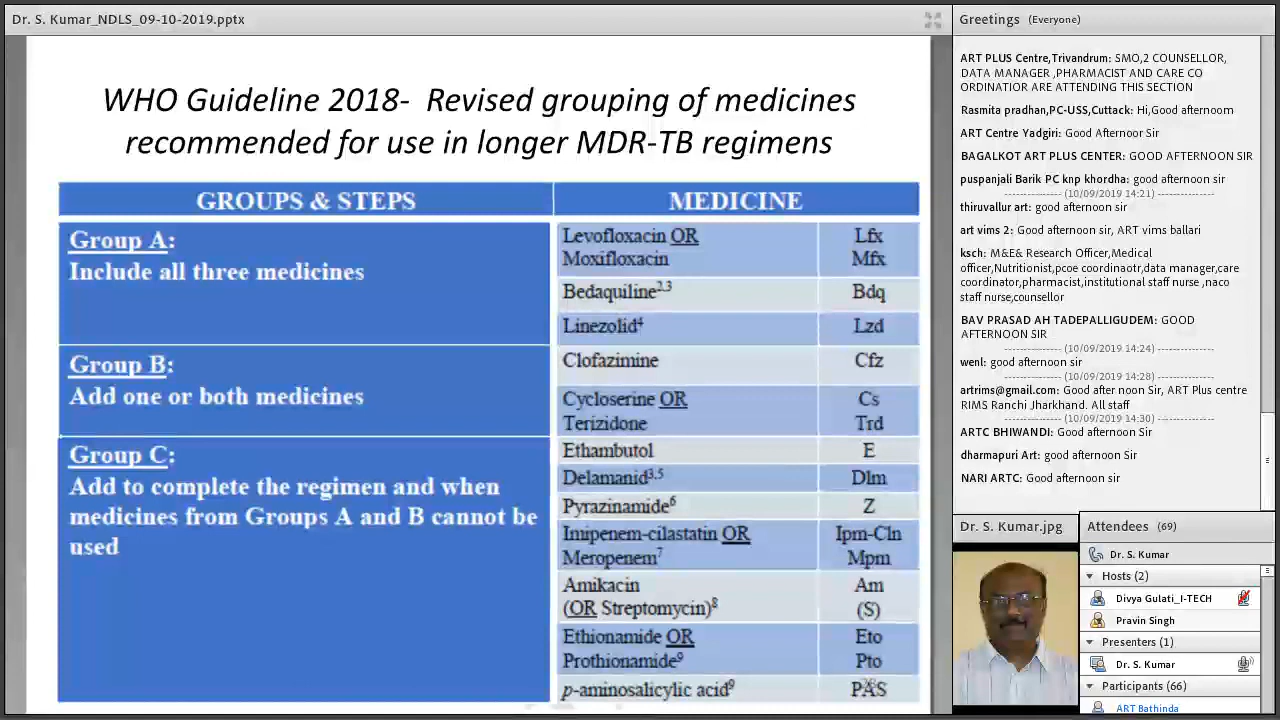 Dr. S. Kumar_NDLS_09-10-2019.pptx
WHO Guideline 2018- Revised grouping of medicines
recommended for use in longer MDR-TB regimens
GROUPS & STEPS
MEDICINE
Group A:
Include all three medicines
Levofloxacin OR
Moxifloxacin
Lfx
Mfx
Bedaquiline2,3
Bdq
Linezolid4
Lzd
Group B:
Add one or both medicines
Clofazimine
Cfz
Cycloserine OR
Terizidone
Cs
Trd
Group C:
Add to complete the regimen and when
medicines from Groups A and B cannot be
used
Ethambutol
E
Delamanid3,5
Dlm
Pyrazinamide6
Z
Imipenem-cilastatin OR
Meropenem7
Ipm-Cln
Mpm
Amikacin
(OR Streptomycin)8
Am
(S)
Ethionamide OR
Prothionamide9
Eto
Pto
p-aminosalicylic acid9
PAS
Greetings (Everyone)
ART PLUS Centre,Trivandrum: SMO,2 COUNSELLOR,
DATA MANAGER ,PHARMACIST AND CARE CO
ORDINATIOR ARE ATTENDING THIS SECTION
Rasmita pradhan,PC-USS,Cuttack: Hi,Good afternoom
ART Centre Yadgiri: Good Afternoor Sir
BAGALKOT ART PLUS CENTER: GOOD AFTERNOON SIR
puspanjali Barik PC knp khordha: good afternoon sir
--------------- (10/09/2019 14:21) ---------------
thiruvallur art: good afternoon sir
art vims 2: Good afternoon sir, ART vims ballari
ksch: M&E& Research Officer,Medical
officer,Nutritionist,pcoe coordinaotr,data manager,care
coordinator,pharmacist,institutional staff nurse ,naco
staff nurse,counsellor
BAV PRASAD AH TADEPALLIGUDEM: GOOD
AFTERNOON SIR
--------------- (10/09/2019 14:24) ---------------
wenl: good afternoon sir
--------------- (10/09/2019 14:28) ---------------
artrims@gmail.com: Good after noon Sir, ART Plus centre
RIMS Ranchi Jharkhand. All staff
--------------- (10/09/2019 14:30) ---------------
ARTC BHIWANDI: Good afternoon Sir
dharmapuri Art: good afternoon Sir
NARI ARTC: Good afternoon sir
Dr. S. Kumar.jpg
Attendees (69)
Dr. S. Kumar
Hosts (2)
Divya Gulati_I-TECH
Pravin Singh
Presenters (1)
Dr. S. Kumar
Participants (66)
ART Bathinda